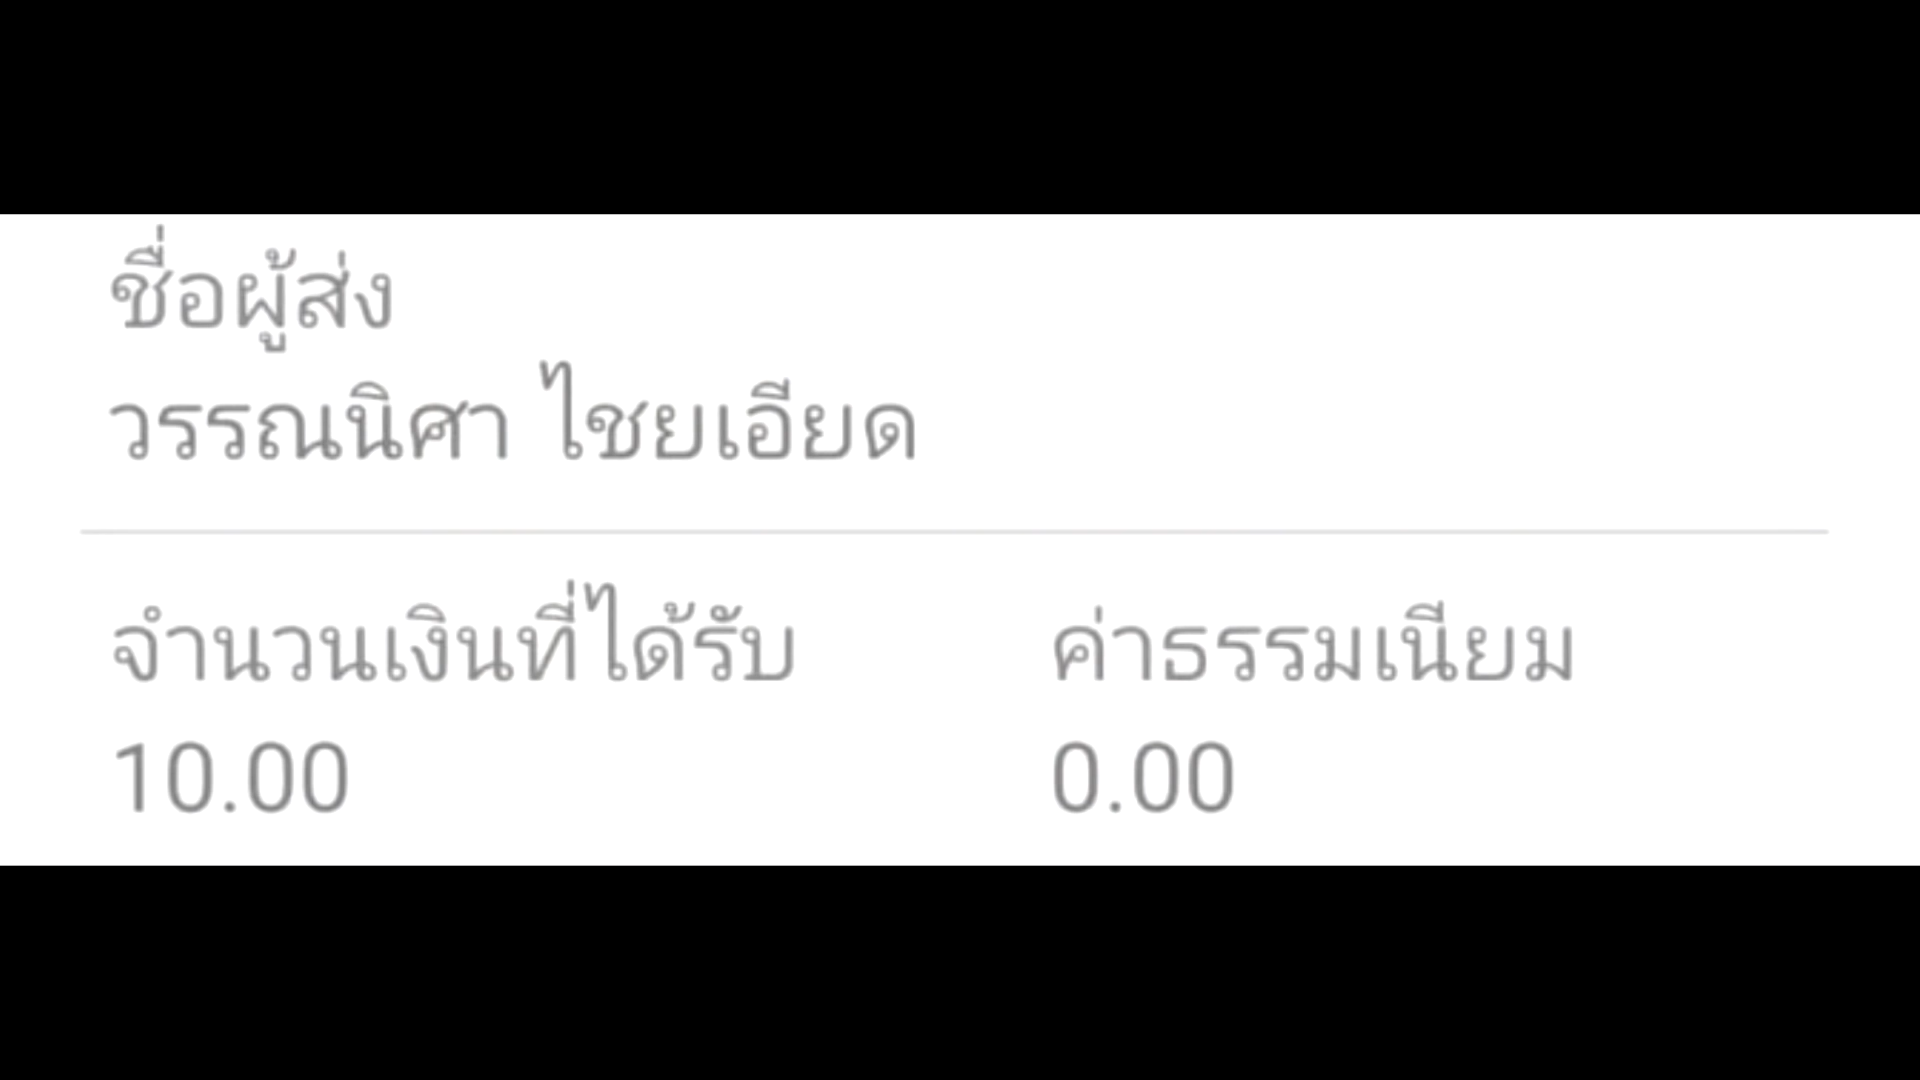 ชื่อผู้ส่ง
วรรณนิศา ไชยเอียด
จำนวนเงินที่ได้รับ ค่าธรรมเนียม
10.00 0.00